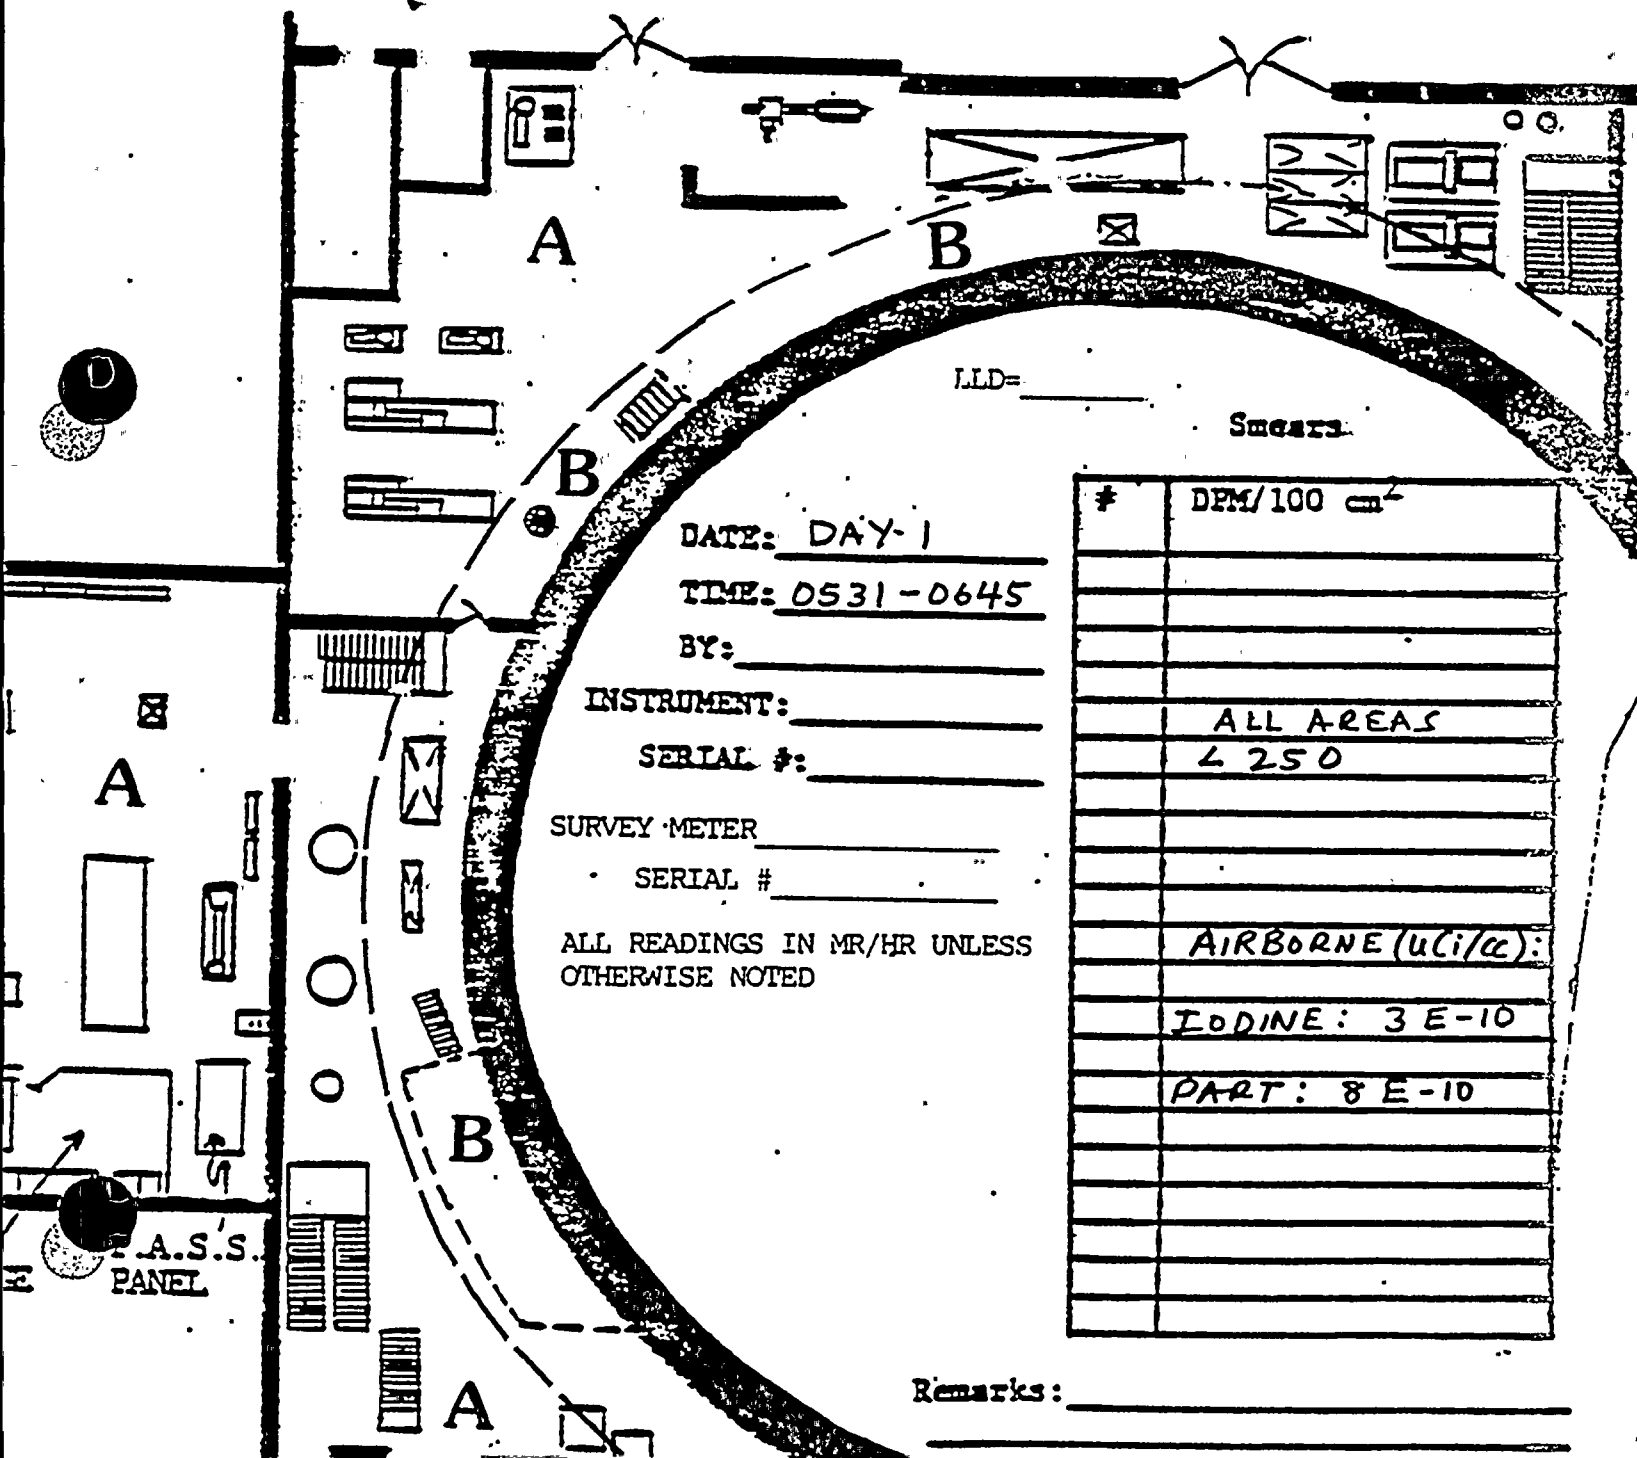 A
B
LLD=
Smears
B
# DPM/100 cm²
DATE: DAY-1
TIME: 0531-0645
BY:
INSTRUMENT:
ALL AREAS
SERIAL #:
< 250
A
SURVEY METER
SERIAL #
ALL READINGS IN MR/HR UNLESS
OTHERWISE NOTED
AIRBORNE (uCi/cc):
IODINE: 3 E-10
PART: 8 E-10
B
P.A.S.S.
PANEL
A
Remarks: